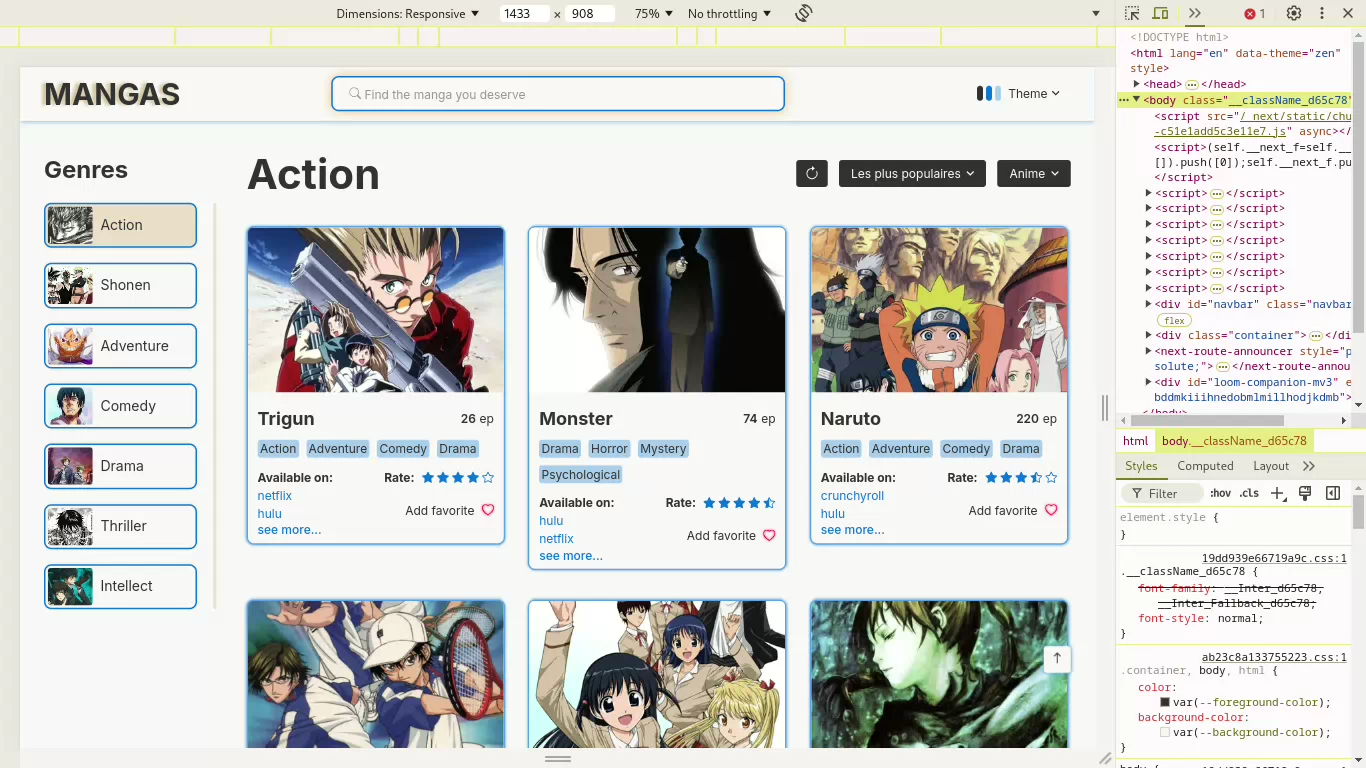 Dimensions: Responsive 1433 × 908 75% No throttling
1
MANGAS
Find the manga you deserve
Theme
Genres
Action
Shonen
Adventure
Comedy
Drama
Thriller
Intellect
Action
Les plus populaires
Anime
Trigun 26 ep
Action Adventure Comedy Drama
Available on: Rate:
netflix
hulu Add favorite
see more...
Monster 74 ep
Drama Horror Mystery
Psychological
Available on: Rate:
hulu
netflix Add favorite
see more...
Naruto 220 ep
Action Adventure Comedy Drama
Available on: Rate:
crunchyroll
hulu Add favorite
see more...
<!DOCTYPE html>
<html lang="en" data-theme="zen"
style>
<head> </head>
<body class="__className_d65c78"
<script src="/_next/static/chu
-c51e1add5c3e11e7.js" async></
<script>(self.__next_f=self.__
[]).push([0]);self.__next_f.pu
</script>
<script> </script>
<script> </script>
<script> </script>
<script> </script>
<script> </script>
<script> </script>
<script> </script>
<div id="navbar" class="navbar
flex
<div class="container"> </di
<next-route-announcer style="p
solute;"> </next-route-annou
<div id="loom-companion-mv3" e
bddmkiiihnedobmlmillhodjkdmb">
</body>
html body.__className_d65c78
Styles Computed Layout
Filter :hov .cls
element.style {
}
19dd939e66719a9c.css:1
.__className_d65c78 {
font-family: __Inter_d65c78,
__Inter_Fallback_d65c78;
font-style: normal;
}
ab23c8a133755223.css:1
.container, body, html {
color:
var(--foreground-color);
background-color:
var(--background-color);
}